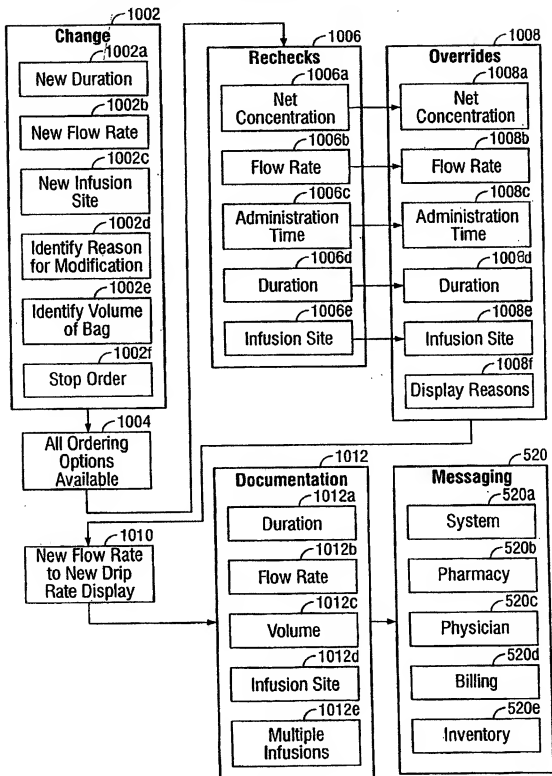 1002
Change
1002a
New Duration
1002b
New Flow Rate
1002c
New Infusion
Site
1002d
Identify Reason
for Modification
1002e
Identify Volume
of Bag
1002f
Stop Order
1004
All Ordering
Options
Available
1006
Rechecks
1006a
Net
Concentration
1006b
Flow Rate
1006c
Administration
Time
1006d
Duration
1006e
Infusion Site
1008
Overrides
1008a
Net
Concentration
1008b
Flow Rate
1008c
Administration
Time
1008d
Duration
1008e
Infusion Site
1008f
Display Reasons
1010
New Flow Rate
to New Drip
Rate Display
1012
Documentation
1012a
Duration
1012b
Flow Rate
1012c
Volume
1012d
Infusion Site
1012e
Multiple
Infusions
520
Messaging
520a
System
520b
Pharmacy
520c
Physician
520d
Billing
520e
Inventory